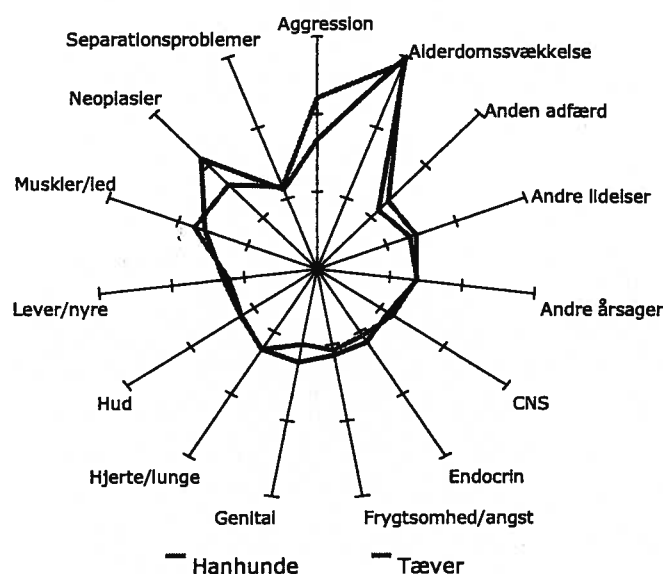 Aggression
Alderdomssvækkelse
Anden adfærd
Andre lidelser
Andre årsager
CNS
Endocrin
Frygtsomhed/angst
Genital
Hjerte/lunge
Hud
Lever/nyre
Muskler/led
Neoplasier
Separationsproblemer
Hanhunde Tæver